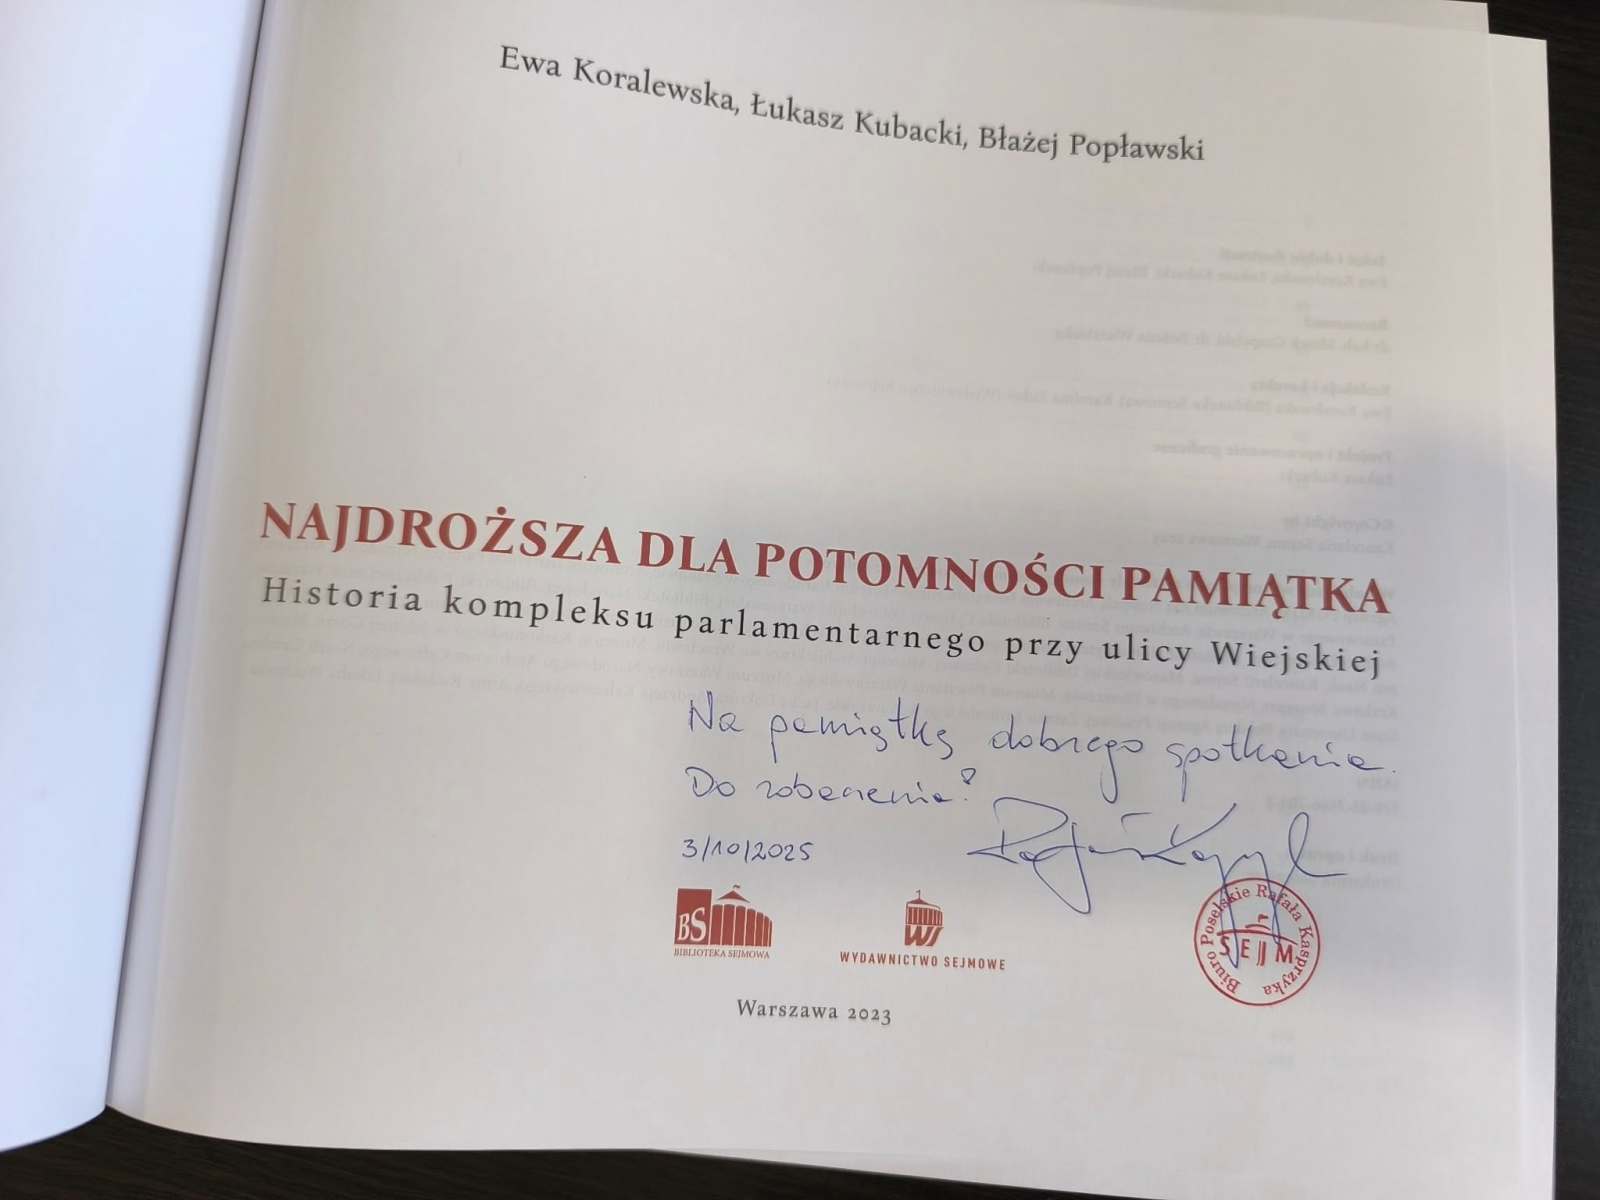 Ewa Koralewska, Łukasz Kubacki, Błażej Popławski
NAJDROŻSZA DLA POTOMNOŚCI PAMIĄTKA
Historia kompleksu parlamentarnego przy ulicy Wiejskiej
Na pamiątkę dobrego spotkania.
Do zobaczenia!
3/10/2025
BS
BIBLIOTEKA SEJMOWA
WYDAWNICTWO SEJMOWE
Biuro Poselskie Rafała Kasprzyka
SEJM
Warszawa 2023